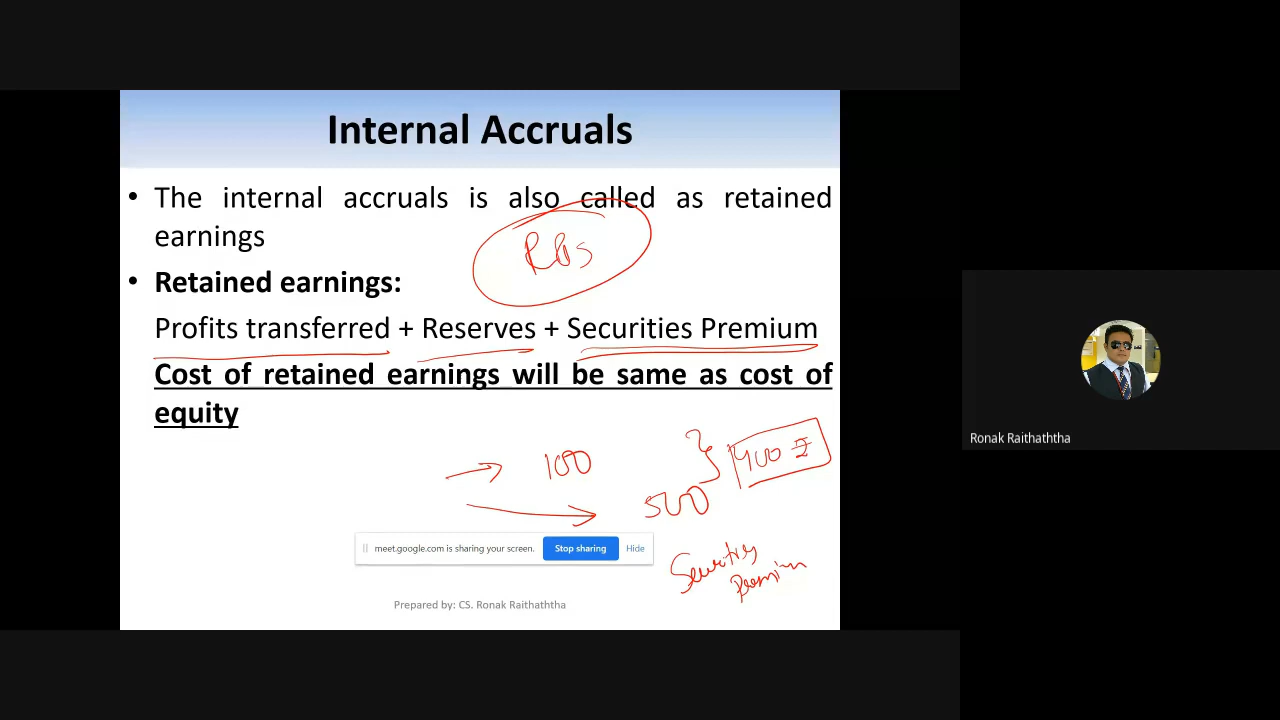 Internal Accruals
• The internal accruals is also called as retained
earnings
• Retained earnings:
Profits transferred + Reserves + Securities Premium
Cost of retained earnings will be same as cost of
equity
100
500
400
Securities
Premium
meet.google.com is sharing your screen.
Stop sharing
Hide
Prepared by: CS. Ronak Raithaththa
Ronak Raithaththa